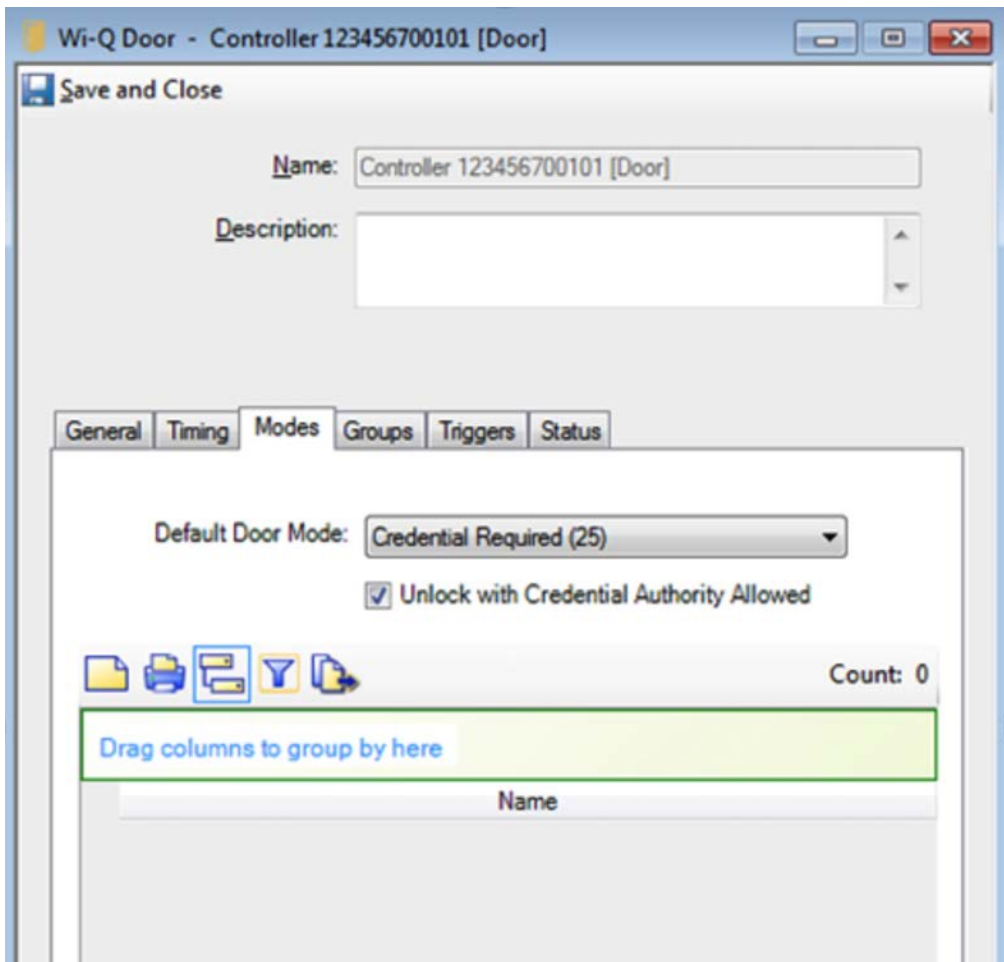 Wi-Q Door - Controller 123456700101 [Door]
Save and Close
Name: Controller 123456700101 [Door]
Description:
General Timing Modes Groups Triggers Status
Default Door Mode: Credential Required (25)
Unlock with Credential Authority Allowed
Count: 0
Drag columns to group by here
Name